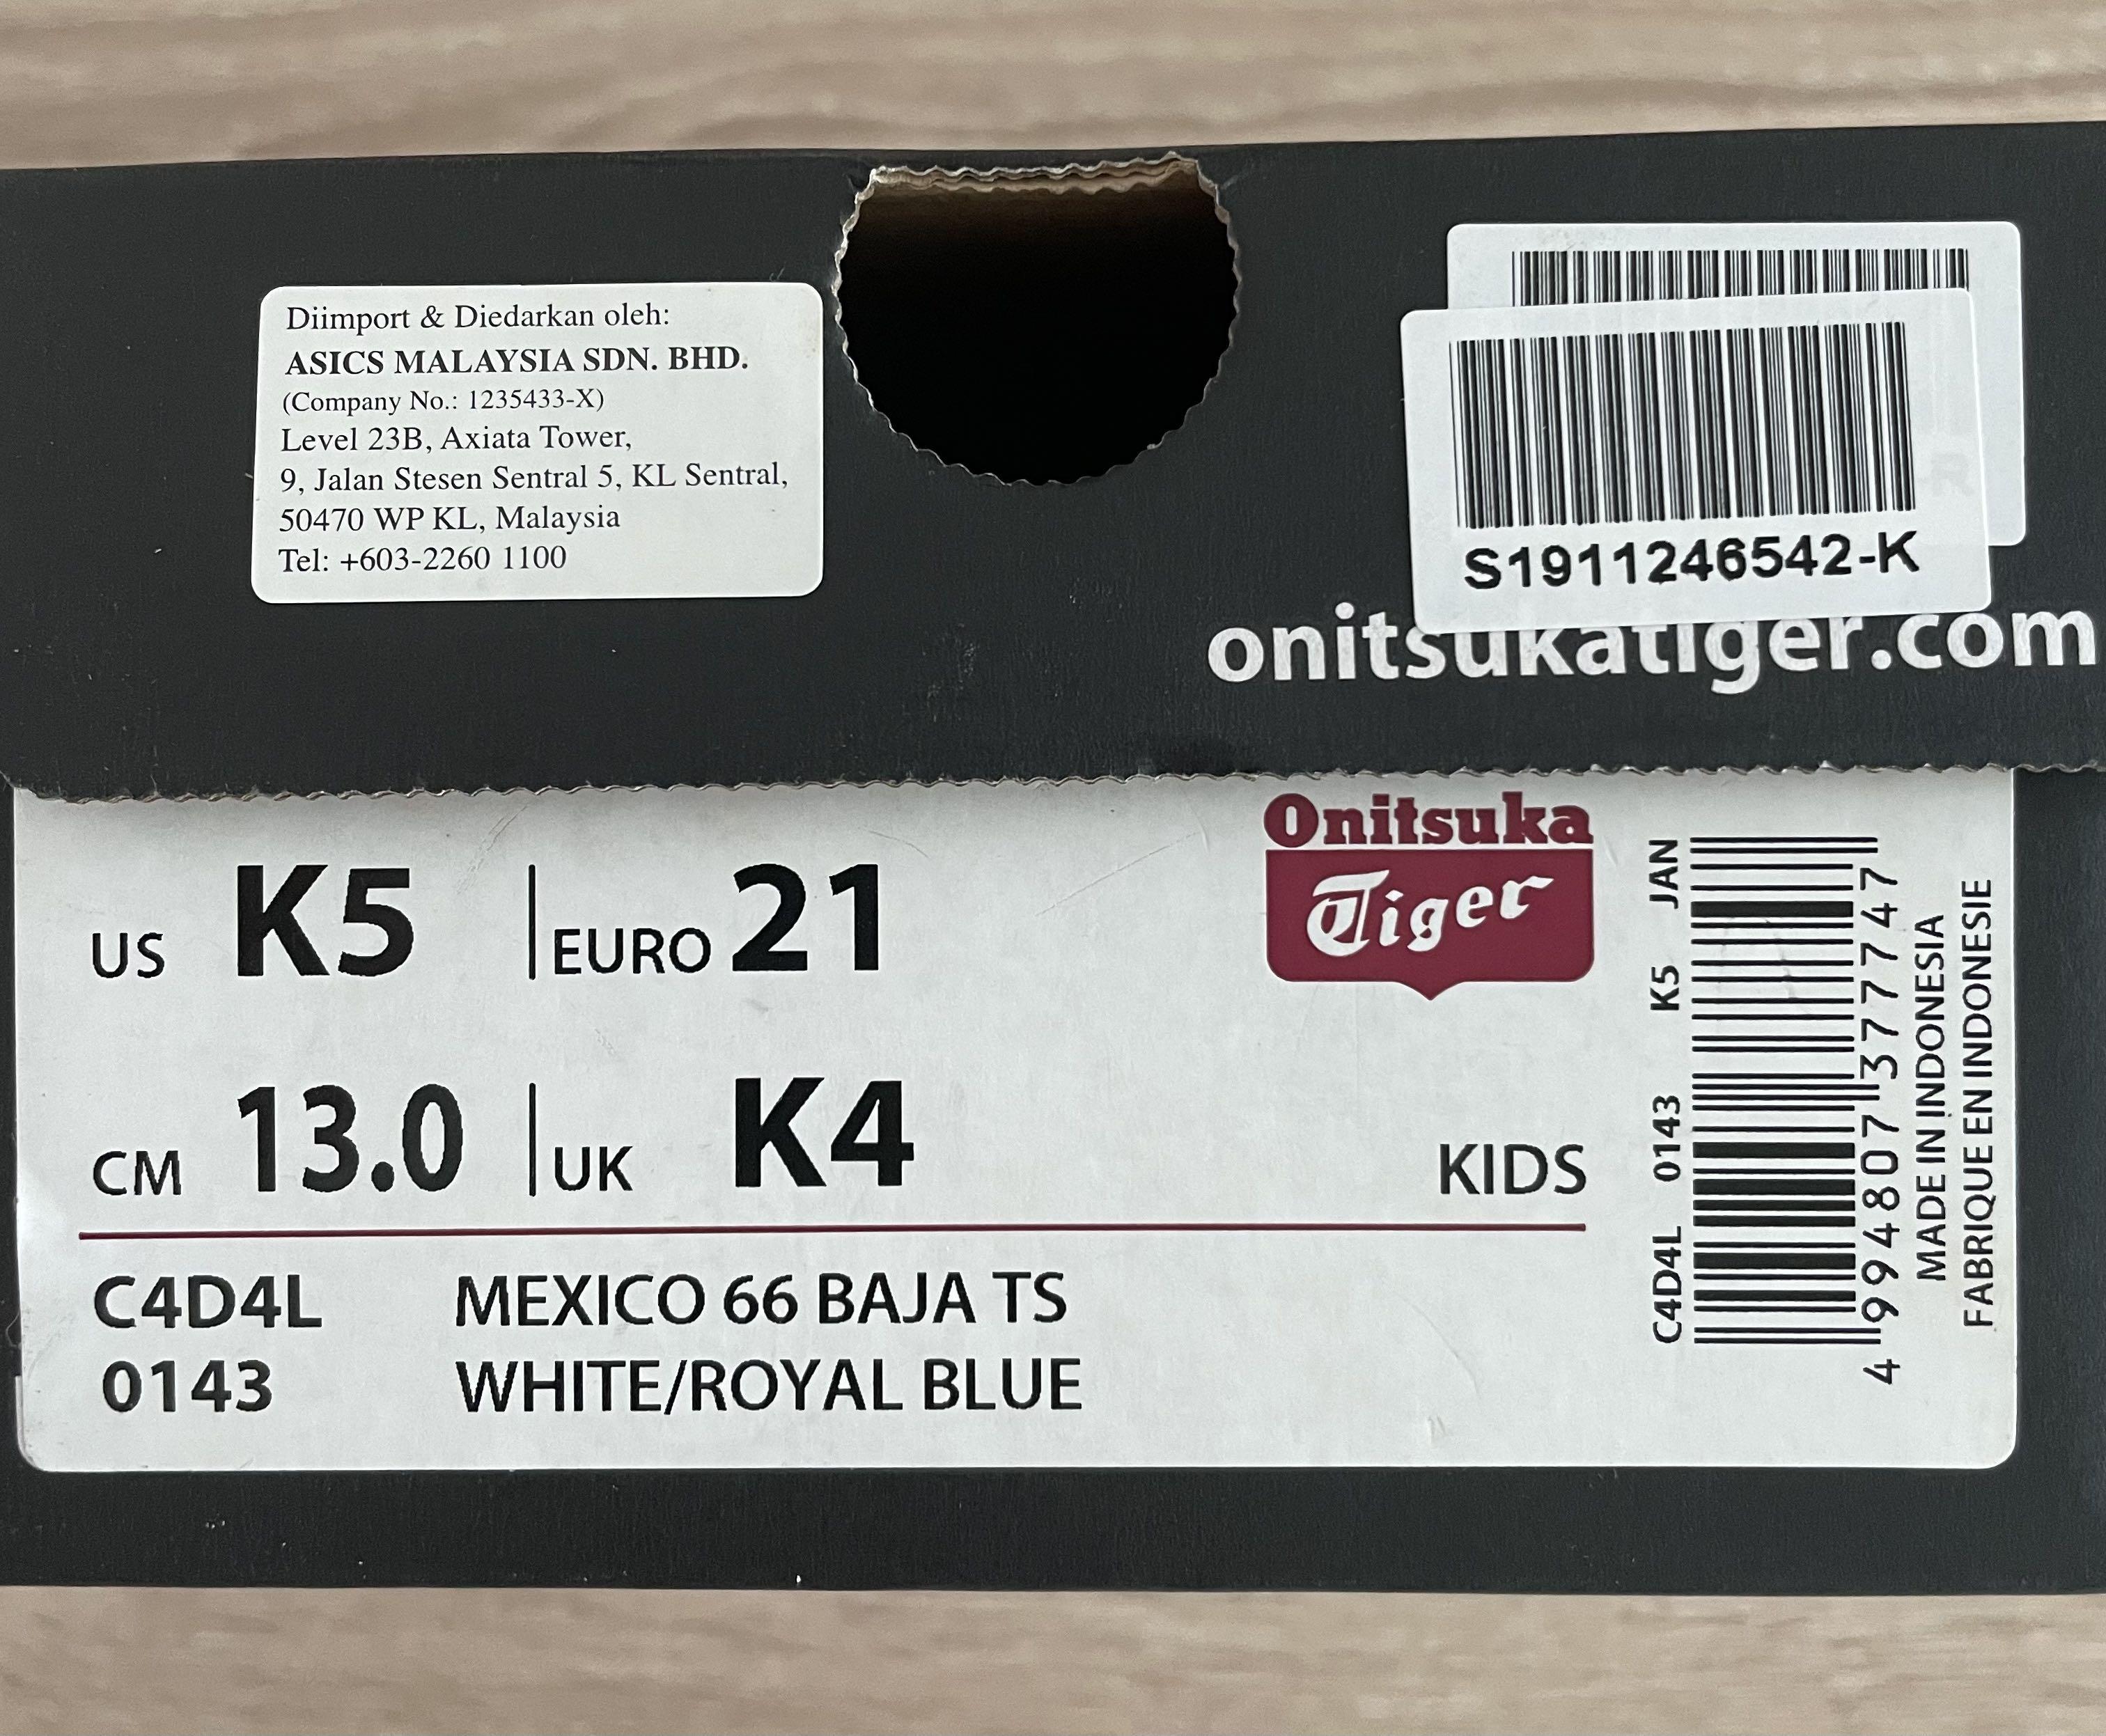 Diimport & Diedarkan oleh:
ASICS MALAYSIA SDN. BHD.
(Company No.: 1235433-X)
Level 23B, Axiata Tower,
9, Jalan Stesen Sentral 5, KL Sentral,
50470 WP KL, Malaysia
Tel: +603-2260 1100
S1911246542-K
onitsukatiger.com
US K5 EURO 21
CM 13.0 UK K4
Onitsuka
Tiger
KIDS
C4D4L MEXICO 66 BAJA TS
0143 WHITE/ROYAL BLUE
C4D4L 0143 K5 JAN
4 994807 377747
MADE IN INDONESIA
FABRIQUE EN INDONESIE